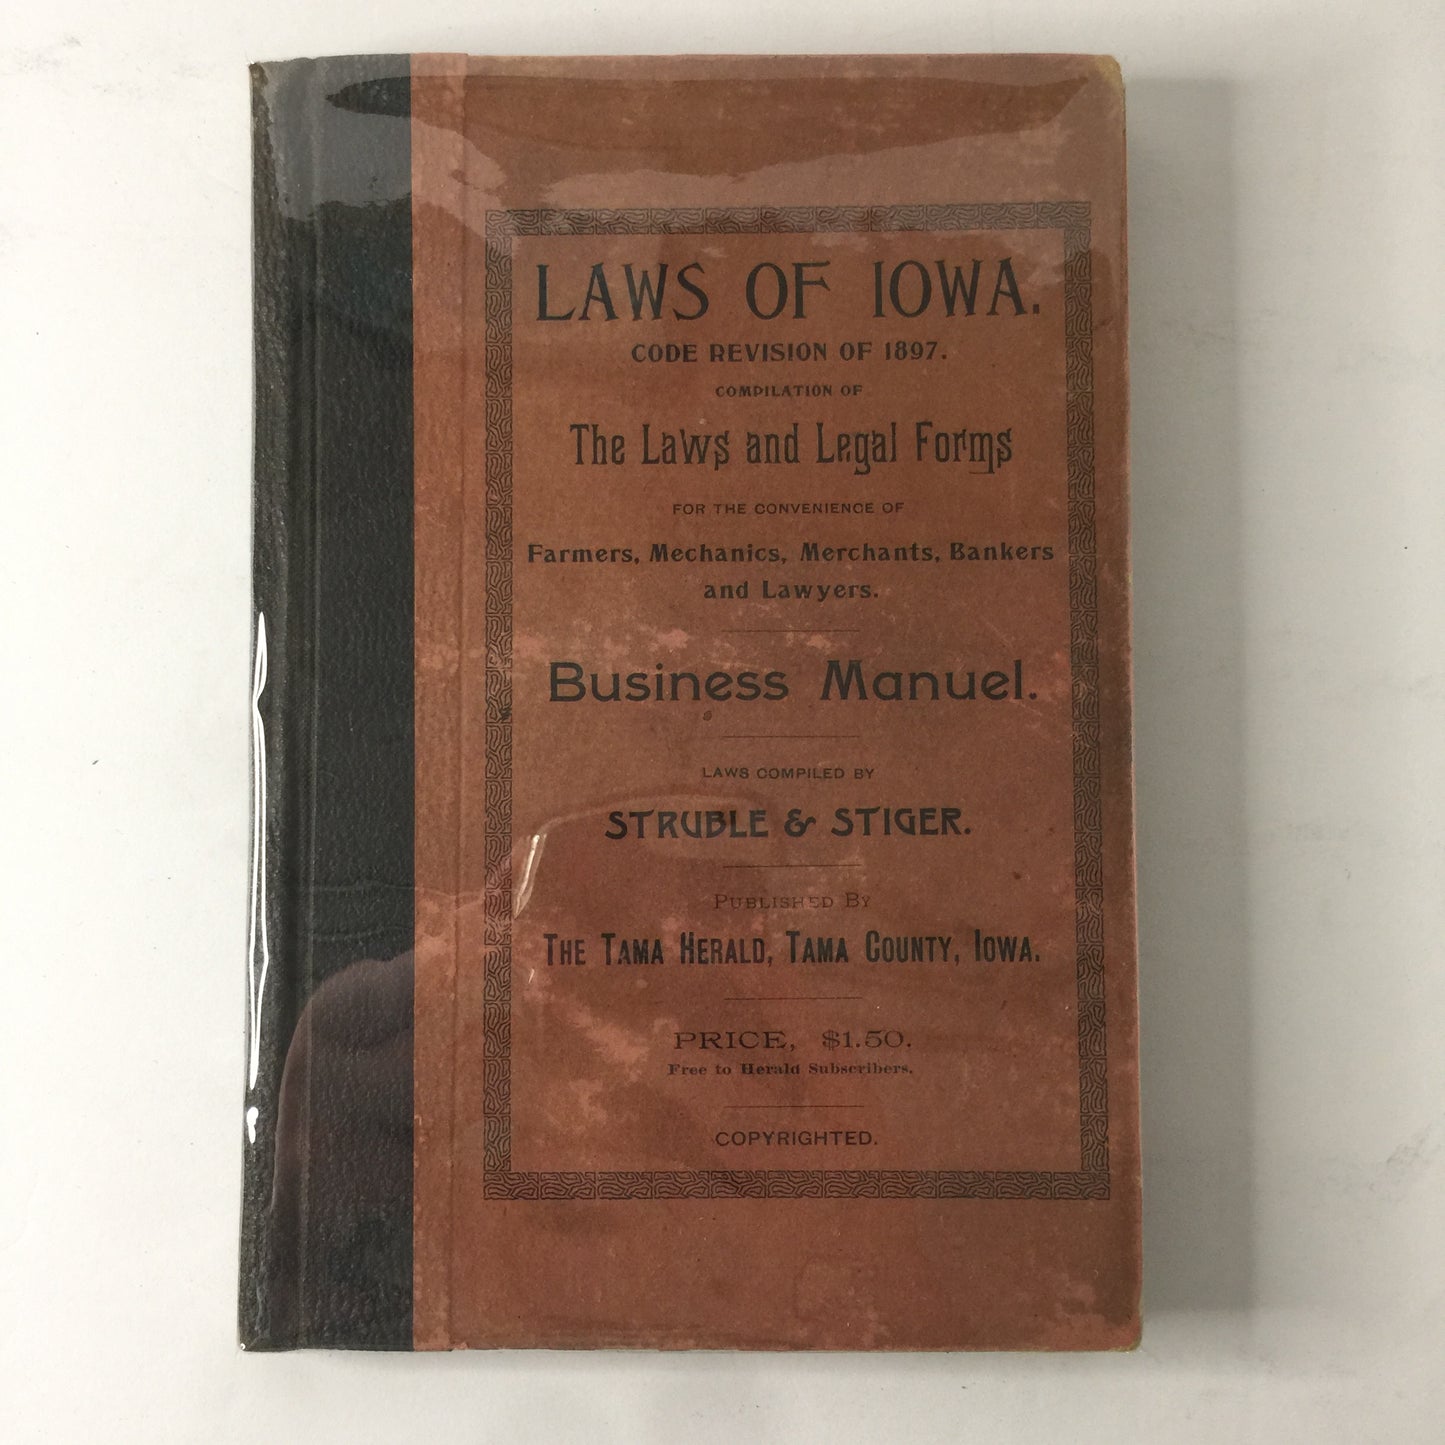 LAWS OF IOWA.
CODE REVISION OF 1897.
COMPILATION OF
The Laws and Legal Forms
FOR THE CONVENIENCE OF
Farmers, Mechanics, Merchants, Bankers
and Lawyers.
Business Manuel.
LAWS COMPILED BY
STRUBLE & STIGER.
PUBLISHED BY
THE TAMA HERALD, TAMA COUNTY, IOWA.
PRICE, $1.50.
Free to Herald Subscribers.
COPYRIGHTED.